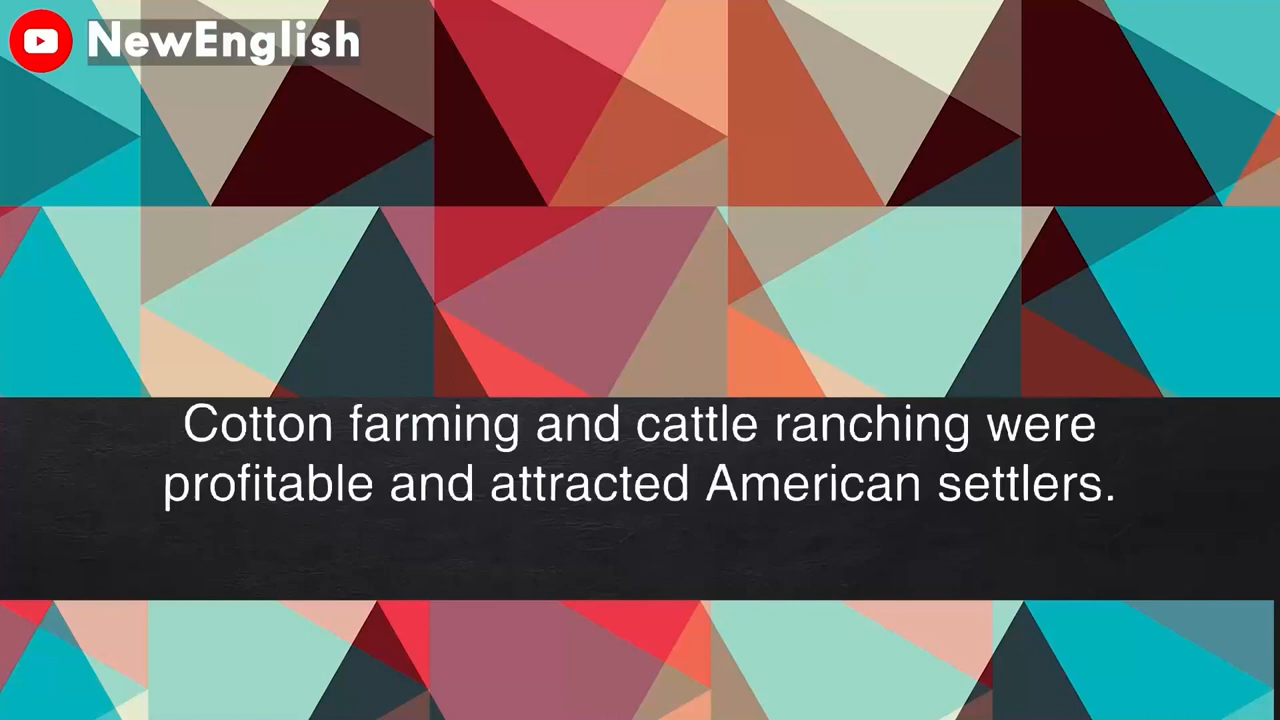 NewEnglish
Cotton farming and cattle ranching were
profitable and attracted American settlers.